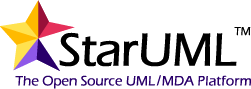 StarUML™
The Open Source UML/MDA Platform